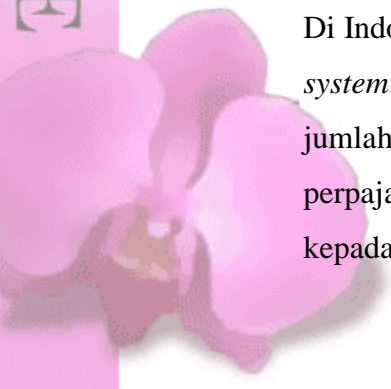 Di Indo
system.
jumlah
perpaja
kepada